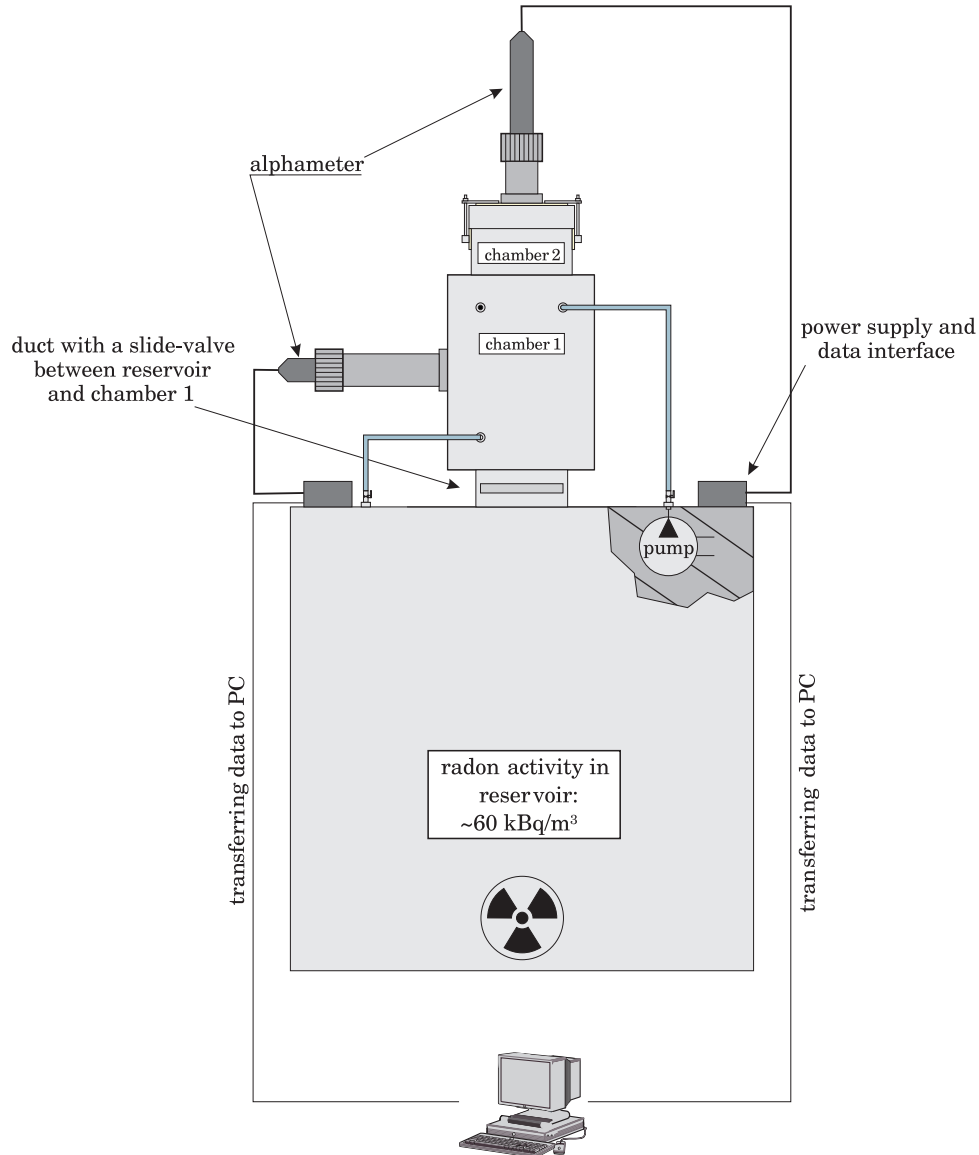 alphameter
chamber 2
chamber 1
duct with a slide-valve
between reservoir
and chamber 1
power supply and
data interface
pump
transferring data to PC
radon activity in
reservoir:
~60 kBq/m³
transferring data to PC